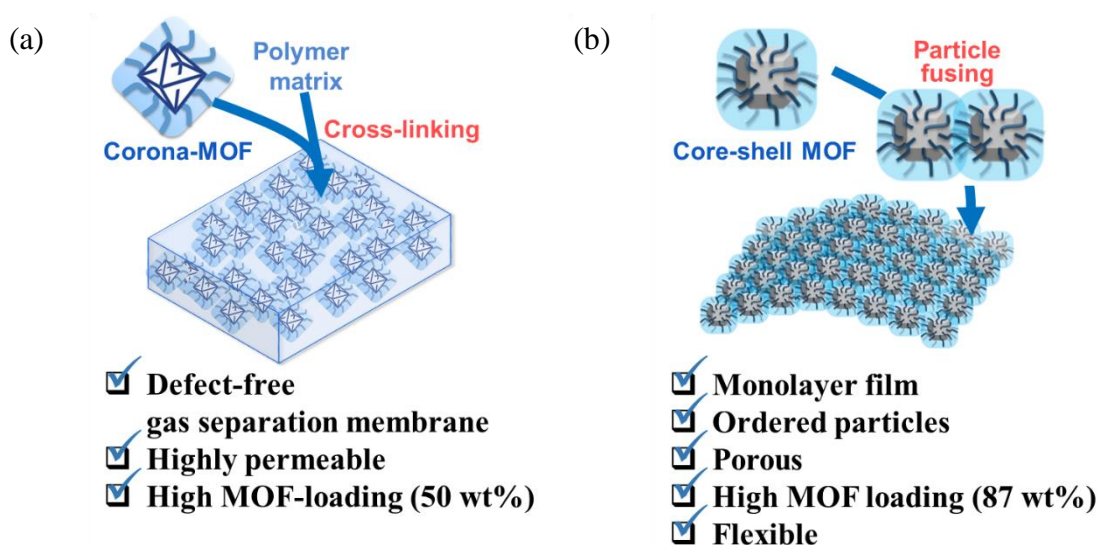 (a)
Polymer
matrix
Cross-linking
Corona-MOF
Defect-free
gas separation membrane
Highly permeable
High MOF-loading (50 wt%)
(b)
Particle
fusing
Core-shell MOF
Monolayer film
Ordered particles
Porous
High MOF loading (87 wt%)
Flexible